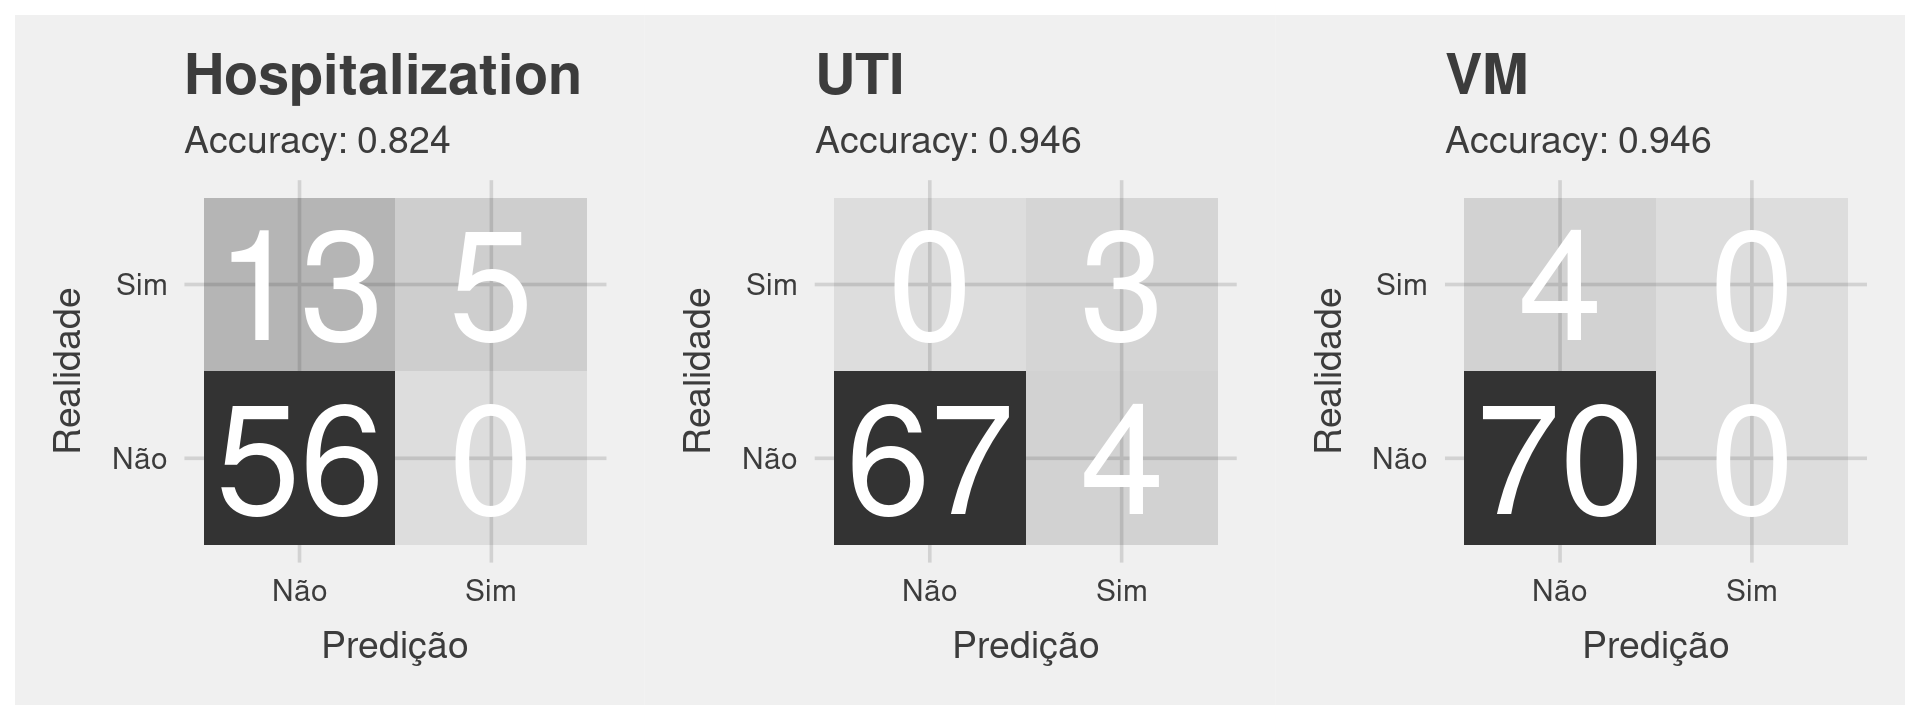 Hospitalization
Accuracy: 0.824
Realidade
Sim
13 5
Não
56 0
Não Sim
Predição
UTI
Accuracy: 0.946
Realidade
Sim
0 3
Não
67 4
Não Sim
Predição
VM
Accuracy: 0.946
Realidade
Sim
4 0
Não
70 0
Não Sim
Predição